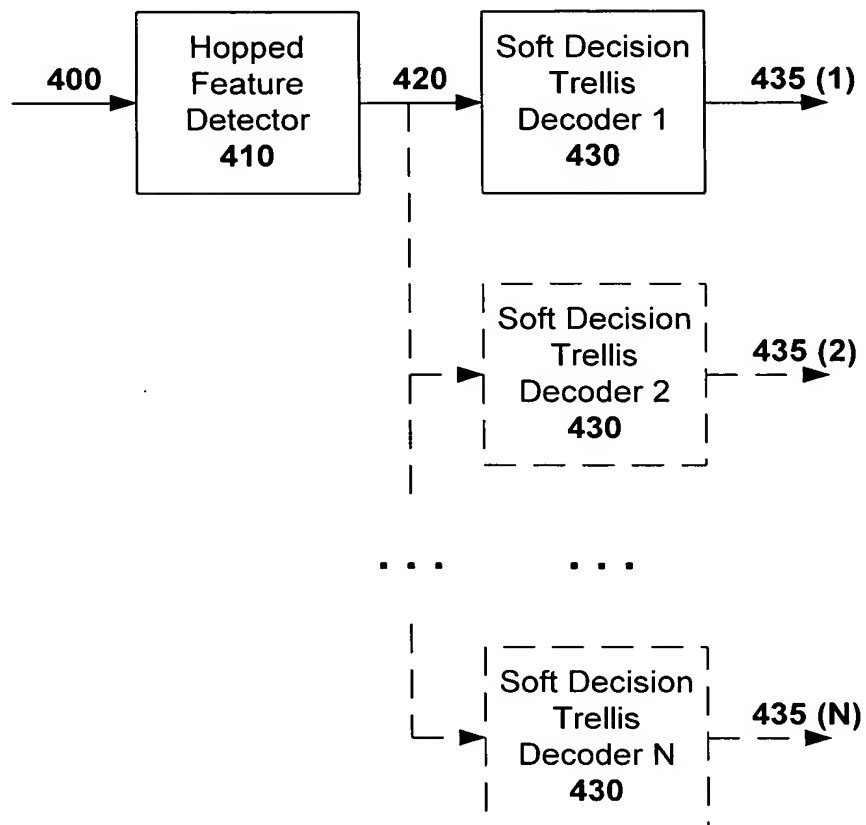 400
Hopped
Feature
Detector
410
420
Soft Decision
Trellis
Decoder 1
430
435 (1)
Soft Decision
Trellis
Decoder 2
430
435 (2)
. . .
. . .
Soft Decision
Trellis
Decoder N
430
435 (N)